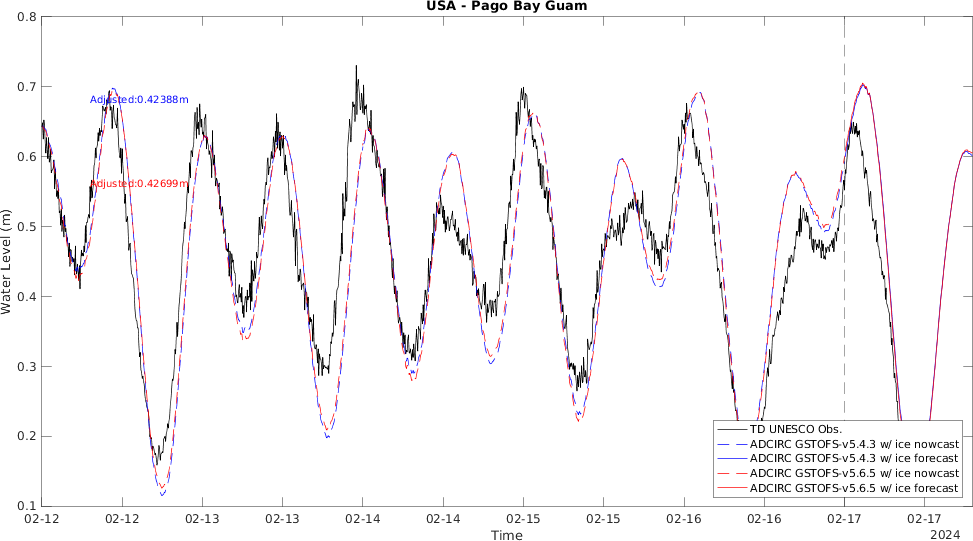 USA - Pago Bay Guam
0.8
0.7
0.6
0.5
0.4
0.3
0.2
0.1
Water Level (m)
Adjusted:0.42388m
Adjusted:0.42699m
TD UNESCO Obs.
ADCIRC GSTOFS-v5.4.3 w/ ice nowcast
ADCIRC GSTOFS-v5.4.3 w/ ice forecast
ADCIRC GSTOFS-v5.6.5 w/ ice nowcast
ADCIRC GSTOFS-v5.6.5 w/ ice forecast
02-12 02-12 02-13 02-13 02-14 02-14 02-15 02-15 02-16 02-16 02-17 02-17
Time
2024